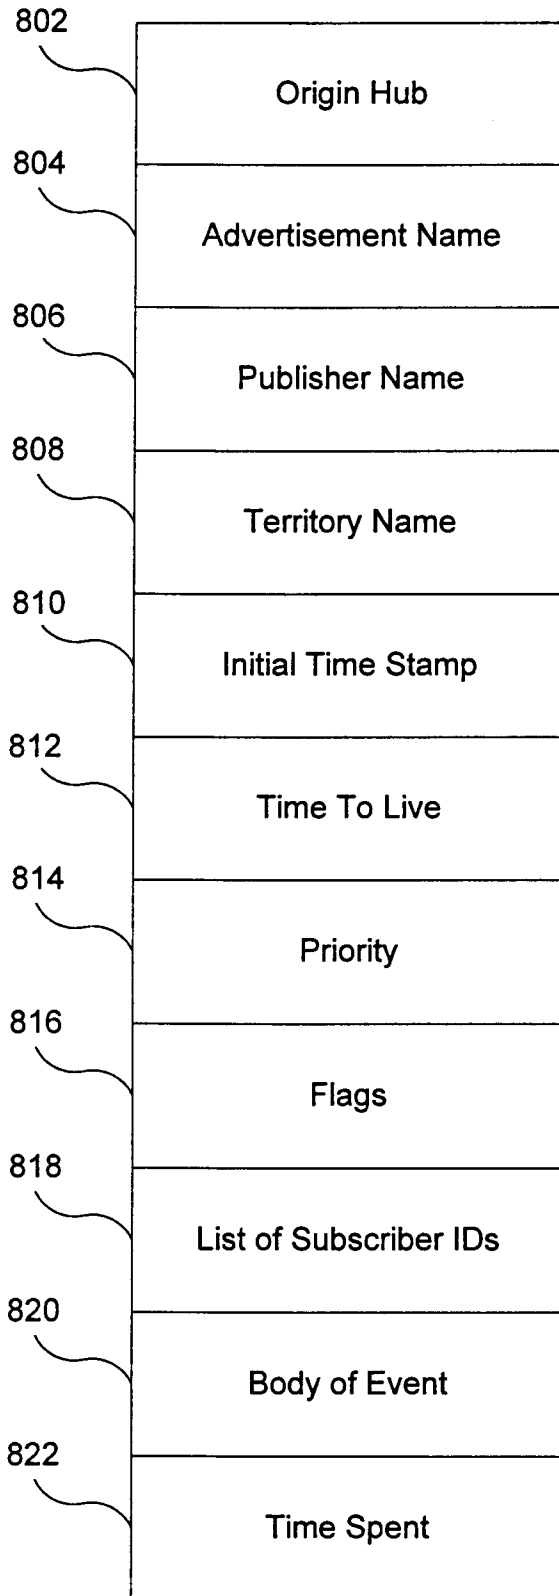 802
Origin Hub
804
Advertisement Name
806
Publisher Name
808
Territory Name
810
Initial Time Stamp
812
Time To Live
814
Priority
816
Flags
818
List of Subscriber IDs
820
Body of Event
822
Time Spent